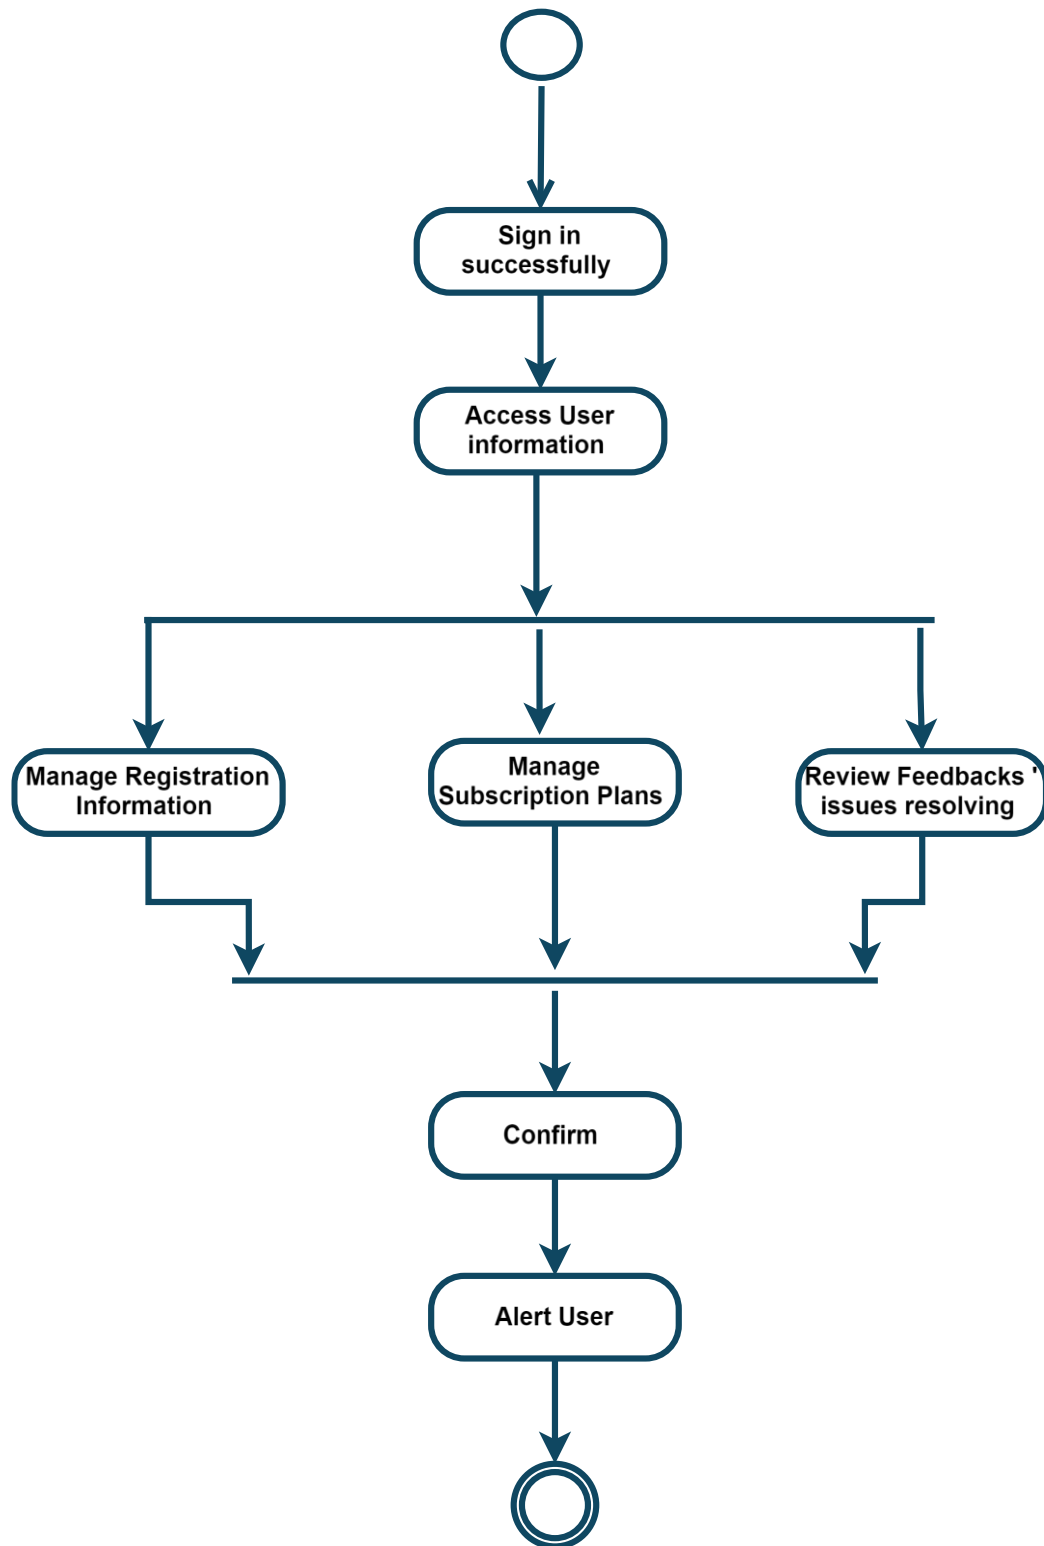 Sign in
successfully
Access User
information
Manage Registration
Information
Manage
Subscription Plans
Review Feedbacks '
issues resolving
Confirm
Alert User